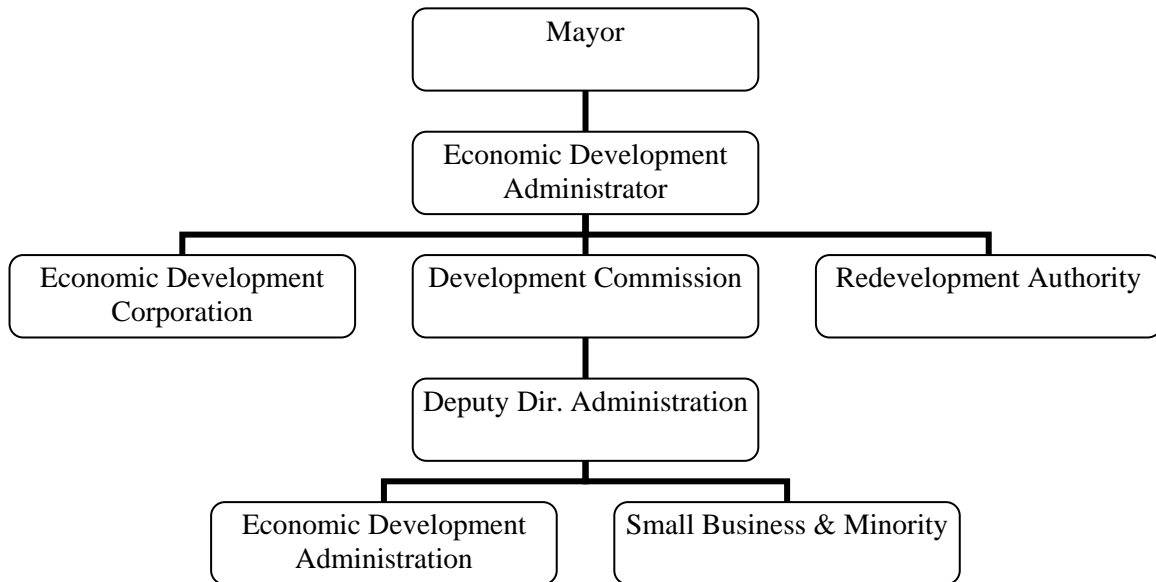 Mayor
Economic Development
Administrator
Economic Development
Corporation
Development Commission
Redevelopment Authority
Deputy Dir. Administration
Economic Development
Administration
Small Business & Minority